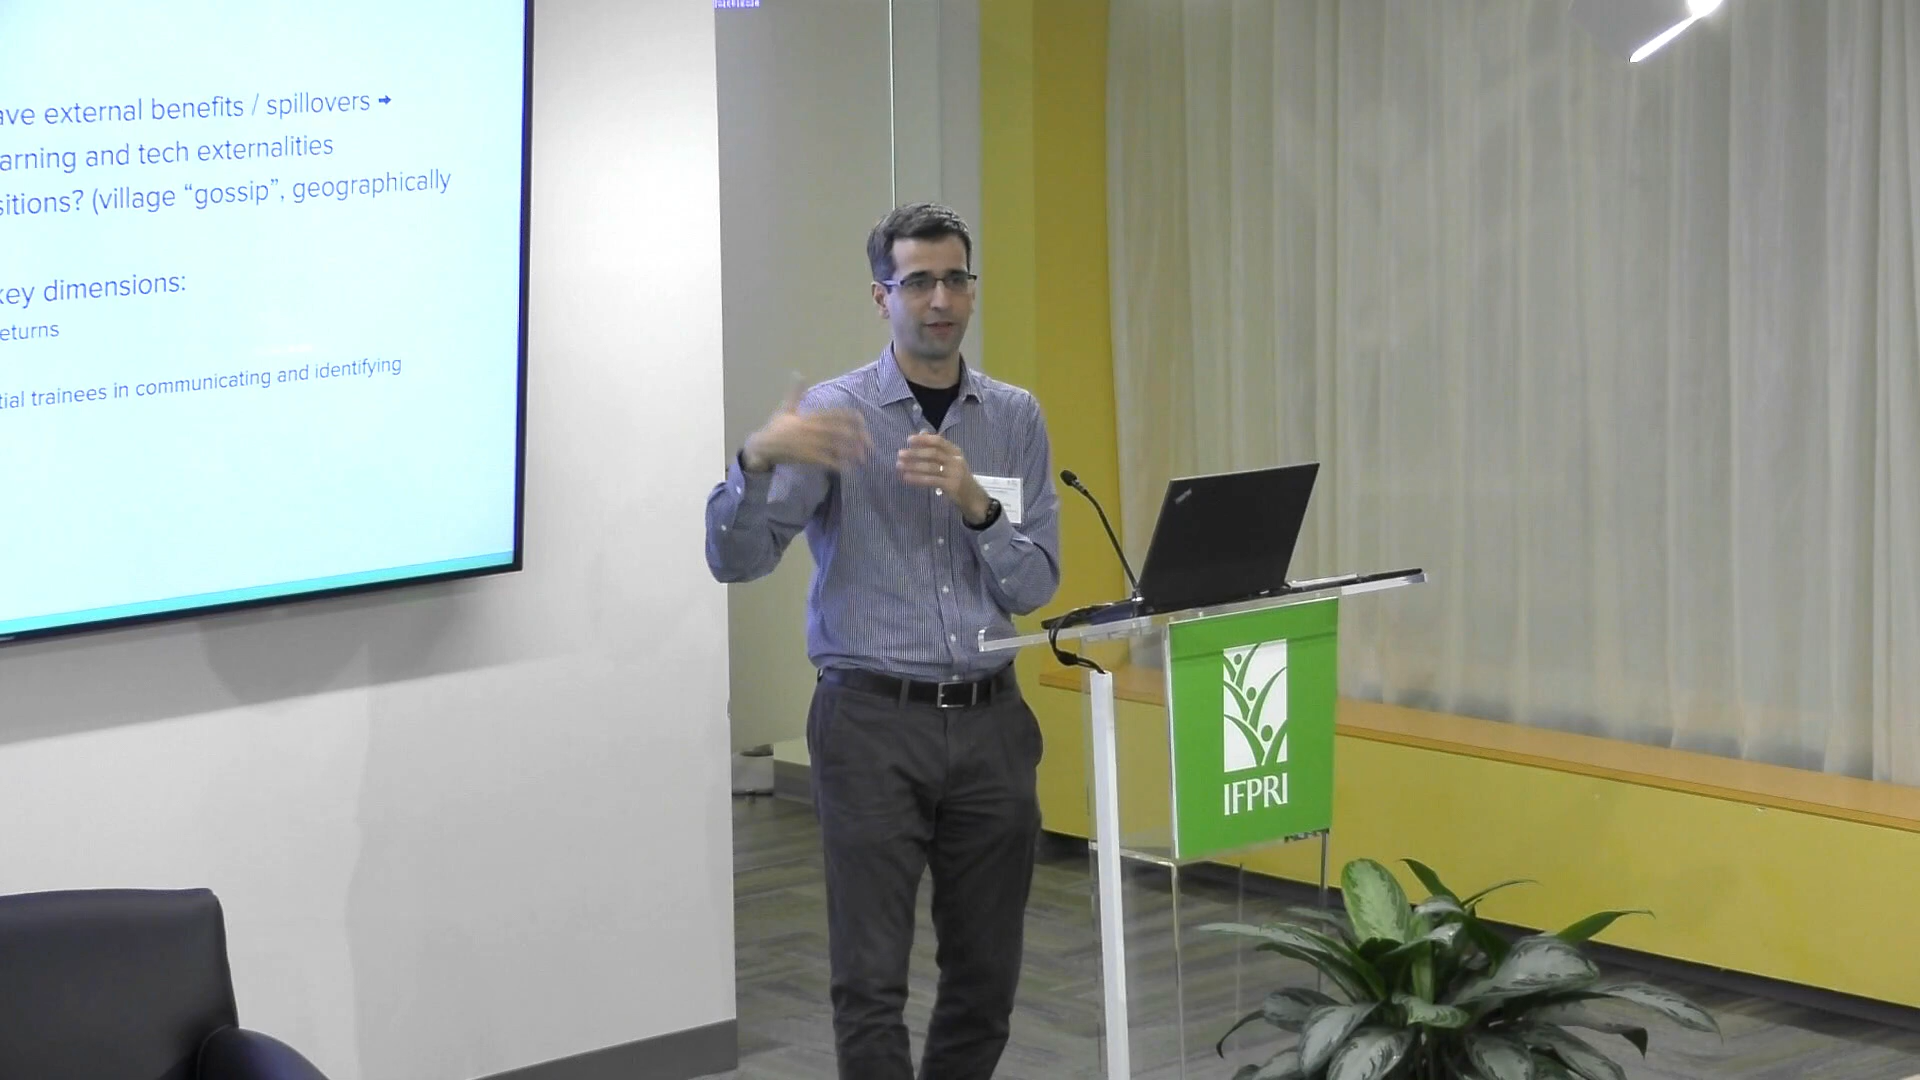 ave external benefits / spillovers →
arning and tech externalities
sitions? (village “gossip”, geographically
key dimensions:
eturns
tial trainees in communicating and identifying
ThinkPad
IFPRI